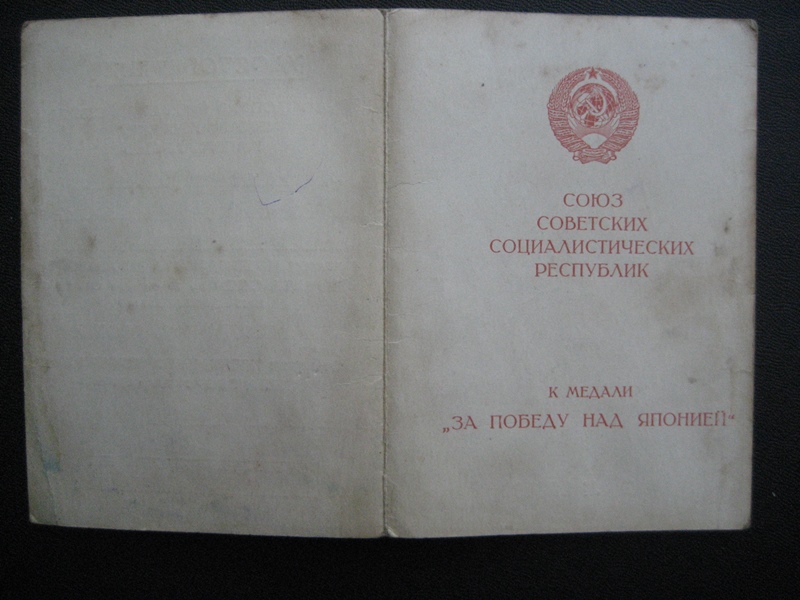 СОЮЗ
СОВЕТСКИХ
СОЦИАЛИСТИЧЕСКИХ
РЕСПУБЛИК
К МЕДАЛИ
„ЗА ПОБЕДУ НАД ЯПОНИЕЙ“